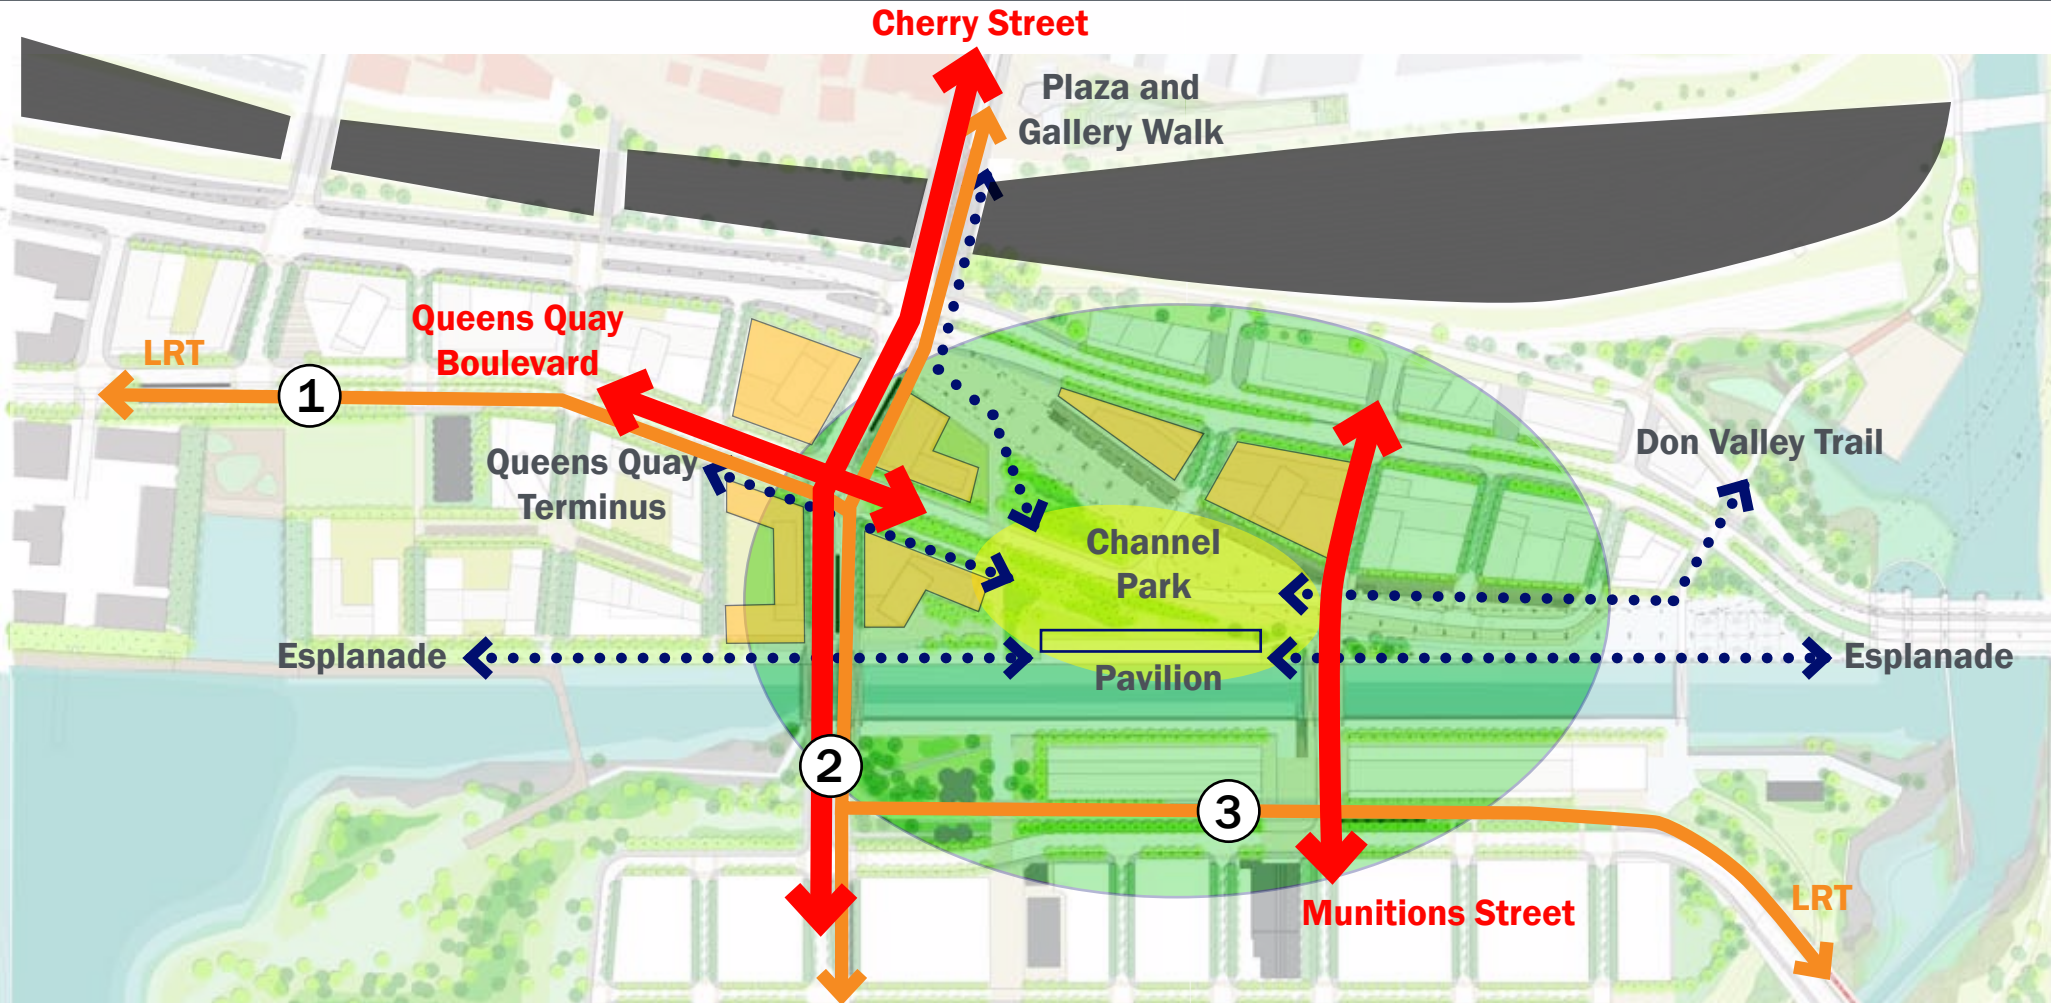 Cherry Street
Plaza and
Gallery Walk
Queens Quay
Boulevard
LRT
1
Queens Quay
Terminus
Don Valley Trail
Channel
Park
Esplanade
Pavilion
Esplanade
2
3
LRT
Munitions Street